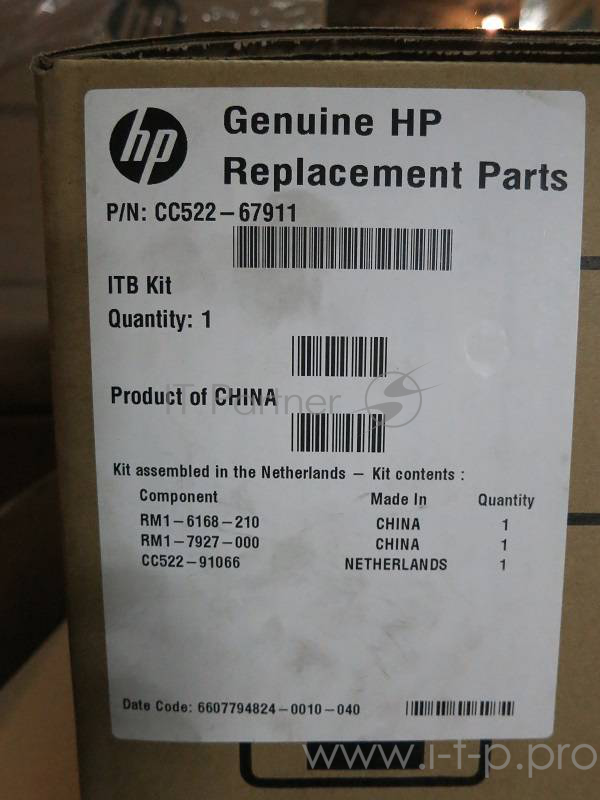 hp
Genuine HP
Replacement Parts
P/N: CC522-67911
ITB Kit
Quantity: 1
Product of CHINA
IT-Partner
Kit assembled in the Netherlands – Kit contents :
Component Made In Quantity
RM1-6168-210 CHINA 1
RM1-7927-000 CHINA 1
CC522-91066 NETHERLANDS 1
Date Code: 6607794824-0010-040
www.i-t-p.pro